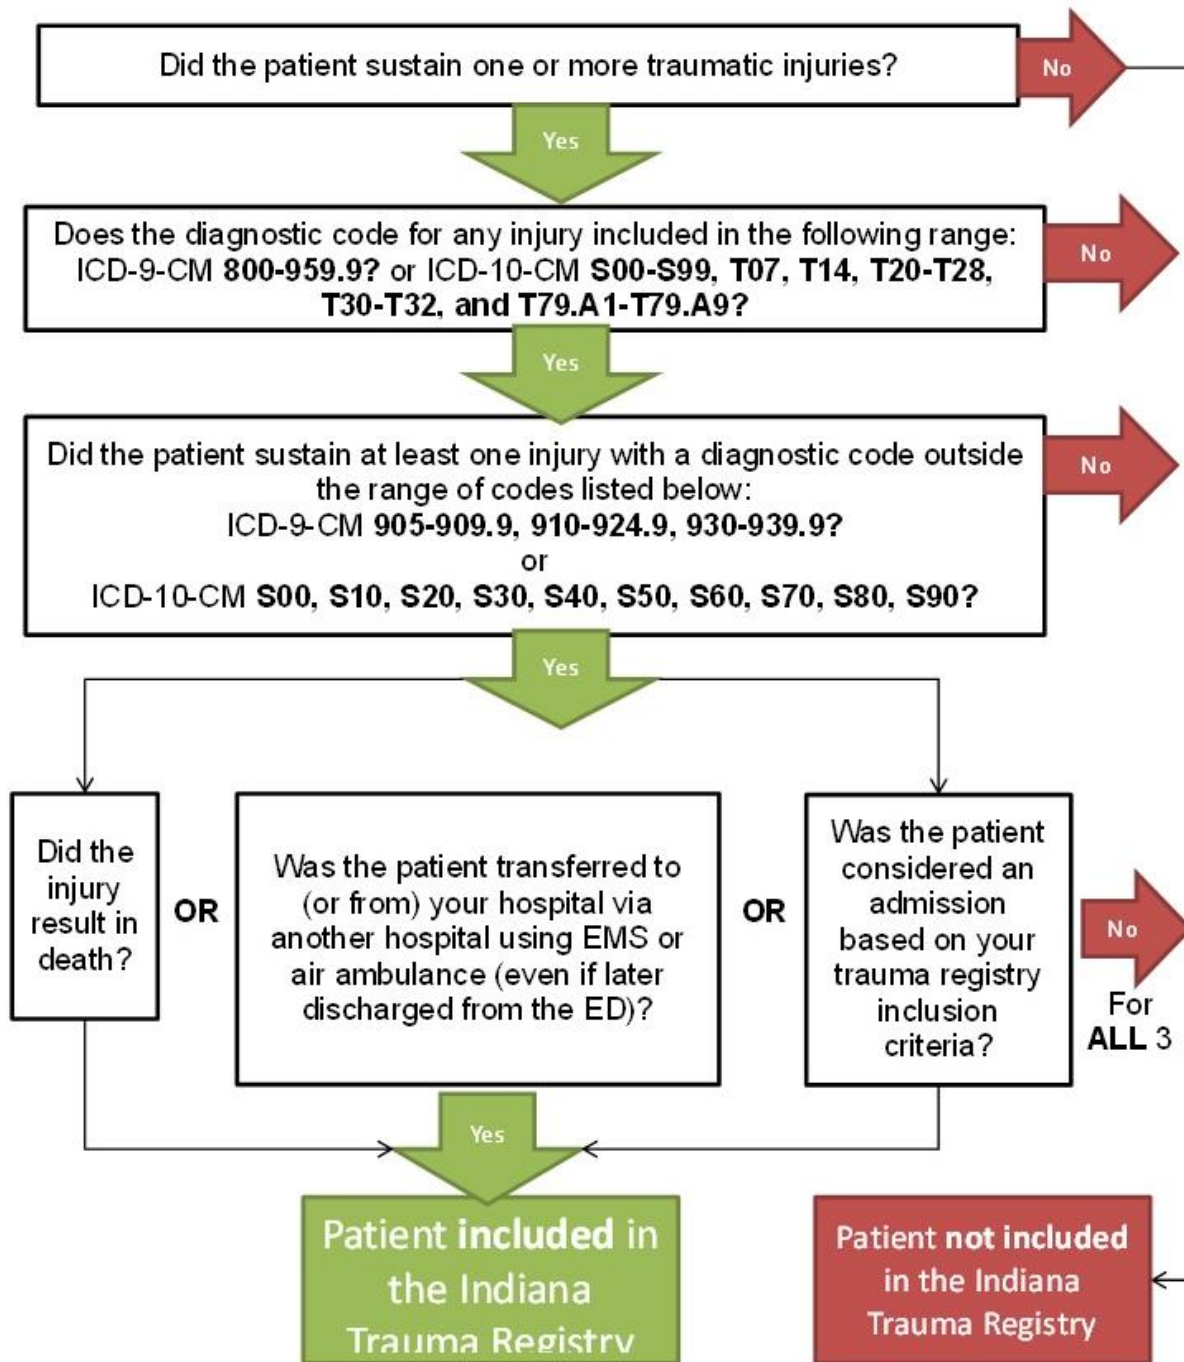 Did the patient sustain one or more traumatic injuries?
No
Yes
Does the diagnostic code for any injury included in the following range:
ICD-9-CM 800-959.9? or ICD-10-CM S00-S99, T07, T14, T20-T28,
T30-T32, and T79.A1-T79.A9?
No
Yes
Did the patient sustain at least one injury with a diagnostic code outside
the range of codes listed below:
ICD-9-CM 905-909.9, 910-924.9, 930-939.9?
or
ICD-10-CM S00, S10, S20, S30, S40, S50, S60, S70, S80, S90?
No
Yes
Did the
injury
result in
death?
OR
Was the patient transferred to
(or from) your hospital via
another hospital using EMS or
air ambulance (even if later
discharged from the ED)?
OR
Was the patient
considered an
admission
based on your
trauma registry
inclusion
criteria?
No
For
ALL 3
Yes
Patient included in
the Indiana
Trauma Registry
Patient not included
in the Indiana
Trauma Registry